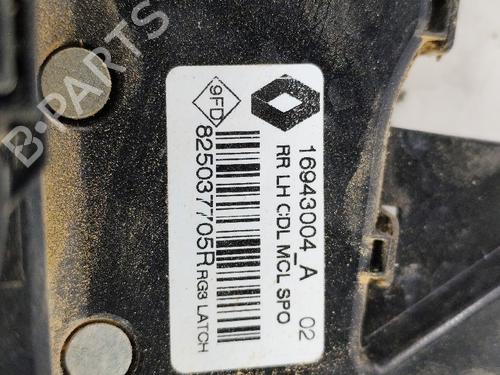 16943004_A 02
RR LH C:DL MCL SPO
9FD
825037705R RG3 LATCH
B-PARTS